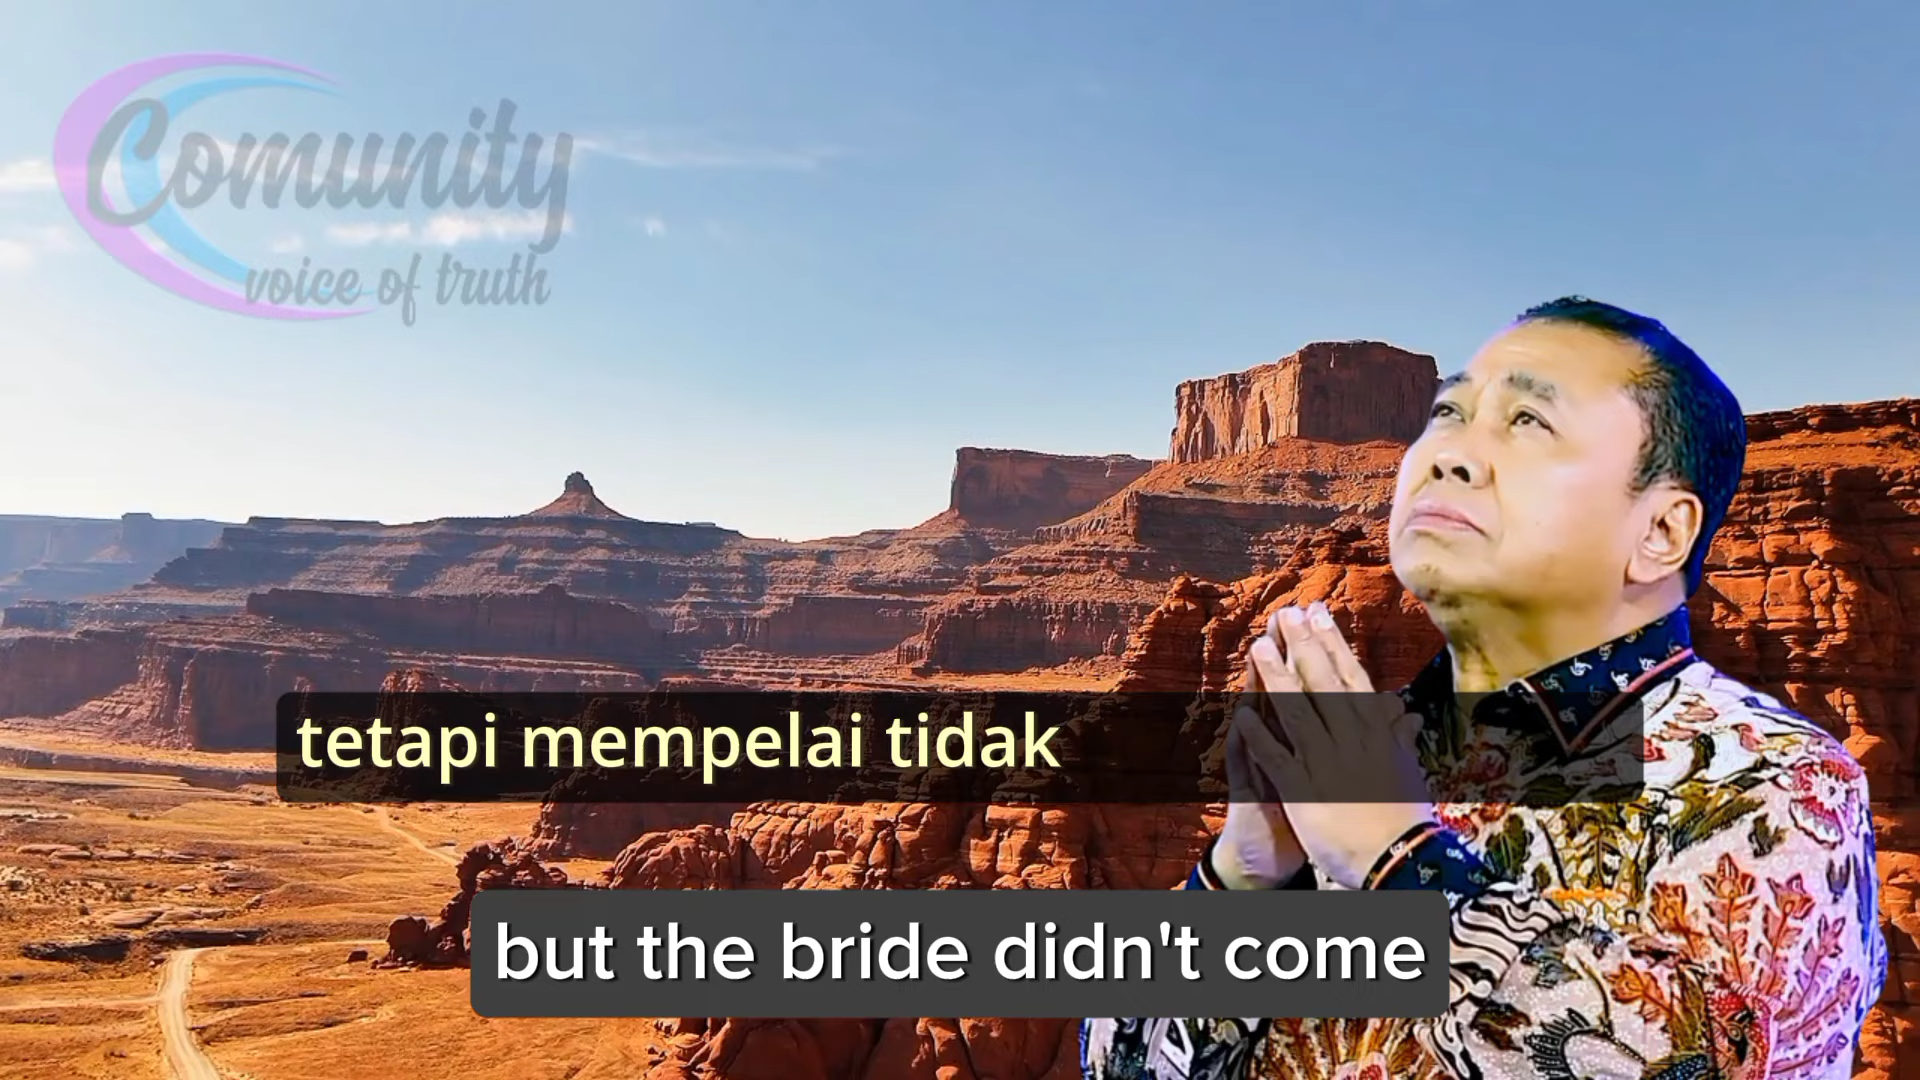 Comunity
voice of truth
tetapi mempelai tidak
but the bride didn't come